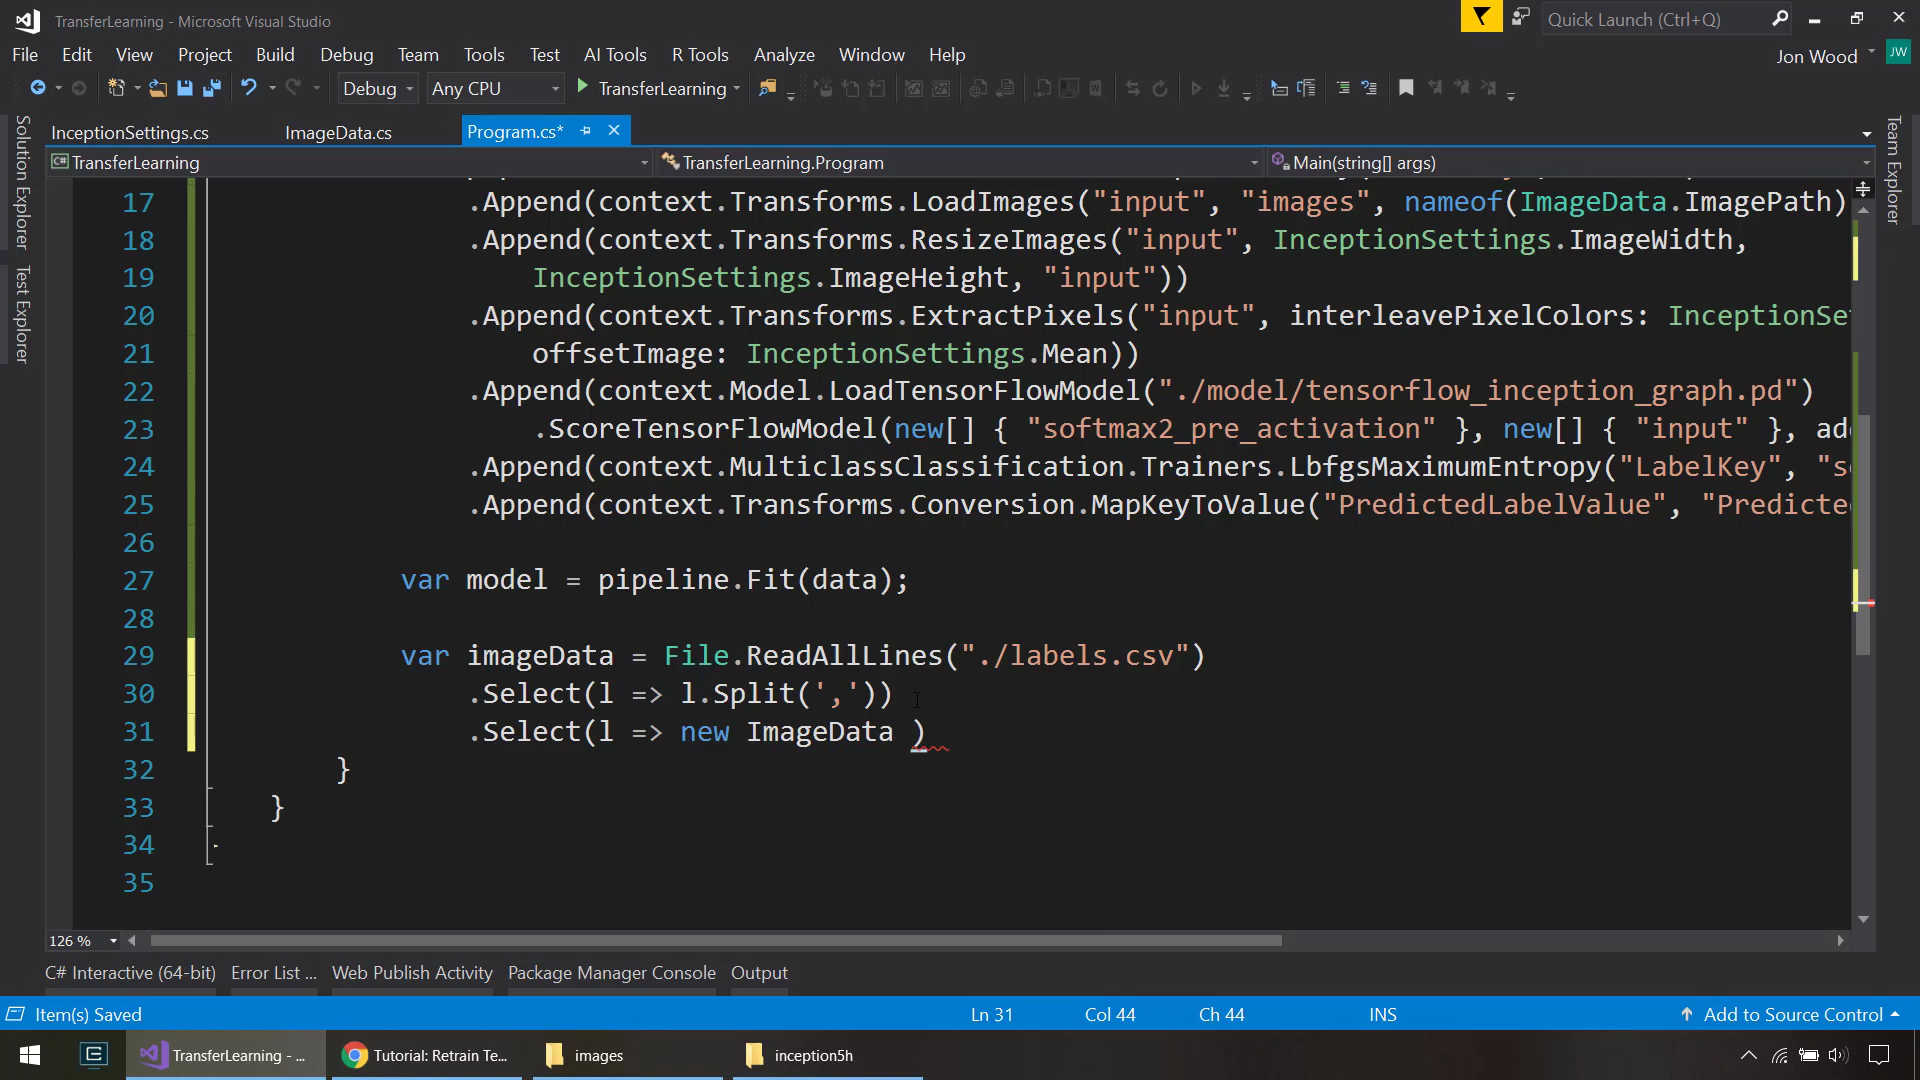 TransferLearning - Microsoft Visual Studio
Quick Launch (Ctrl+Q)
File Edit View Project Build Debug Team Tools Test AI Tools R Tools Analyze Window Help
Jon Wood JW
Debug Any CPU TransferLearning
InceptionSettings.cs ImageData.cs Program.cs*
C# TransferLearning TransferLearning.Program Main(string[] args)
Solution Explorer
Test Explorer
Team Explorer
17 .Append(context.Transforms.LoadImages("input", "images", nameof(ImageData.ImagePath)
18 .Append(context.Transforms.ResizeImages("input", InceptionSettings.ImageWidth,
19 InceptionSettings.ImageHeight, "input"))
20 .Append(context.Transforms.ExtractPixels("input", interleavePixelColors: InceptionSe
21 offsetImage: InceptionSettings.Mean))
22 .Append(context.Model.LoadTensorFlowModel("./model/tensorflow_inception_graph.pd")
23 .ScoreTensorFlowModel(new[] { "softmax2_pre_activation" }, new[] { "input" }, ad
24 .Append(context.MulticlassClassification.Trainers.LbfgsMaximumEntropy("LabelKey", "s
25 .Append(context.Transforms.Conversion.MapKeyToValue("PredictedLabelValue", "Predicte
26
27 var model = pipeline.Fit(data);
28
29 var imageData = File.ReadAllLines("./labels.csv")
30 .Select(l => l.Split(','))
31 .Select(l => new ImageData )
32 }
33 }
34
35
126 %
C# Interactive (64-bit) Error List ... Web Publish Activity Package Manager Console Output
Item(s) Saved Ln 31 Col 44 Ch 44 INS Add to Source Control
TransferLearning - ... Tutorial: Retrain Te... images inception5h